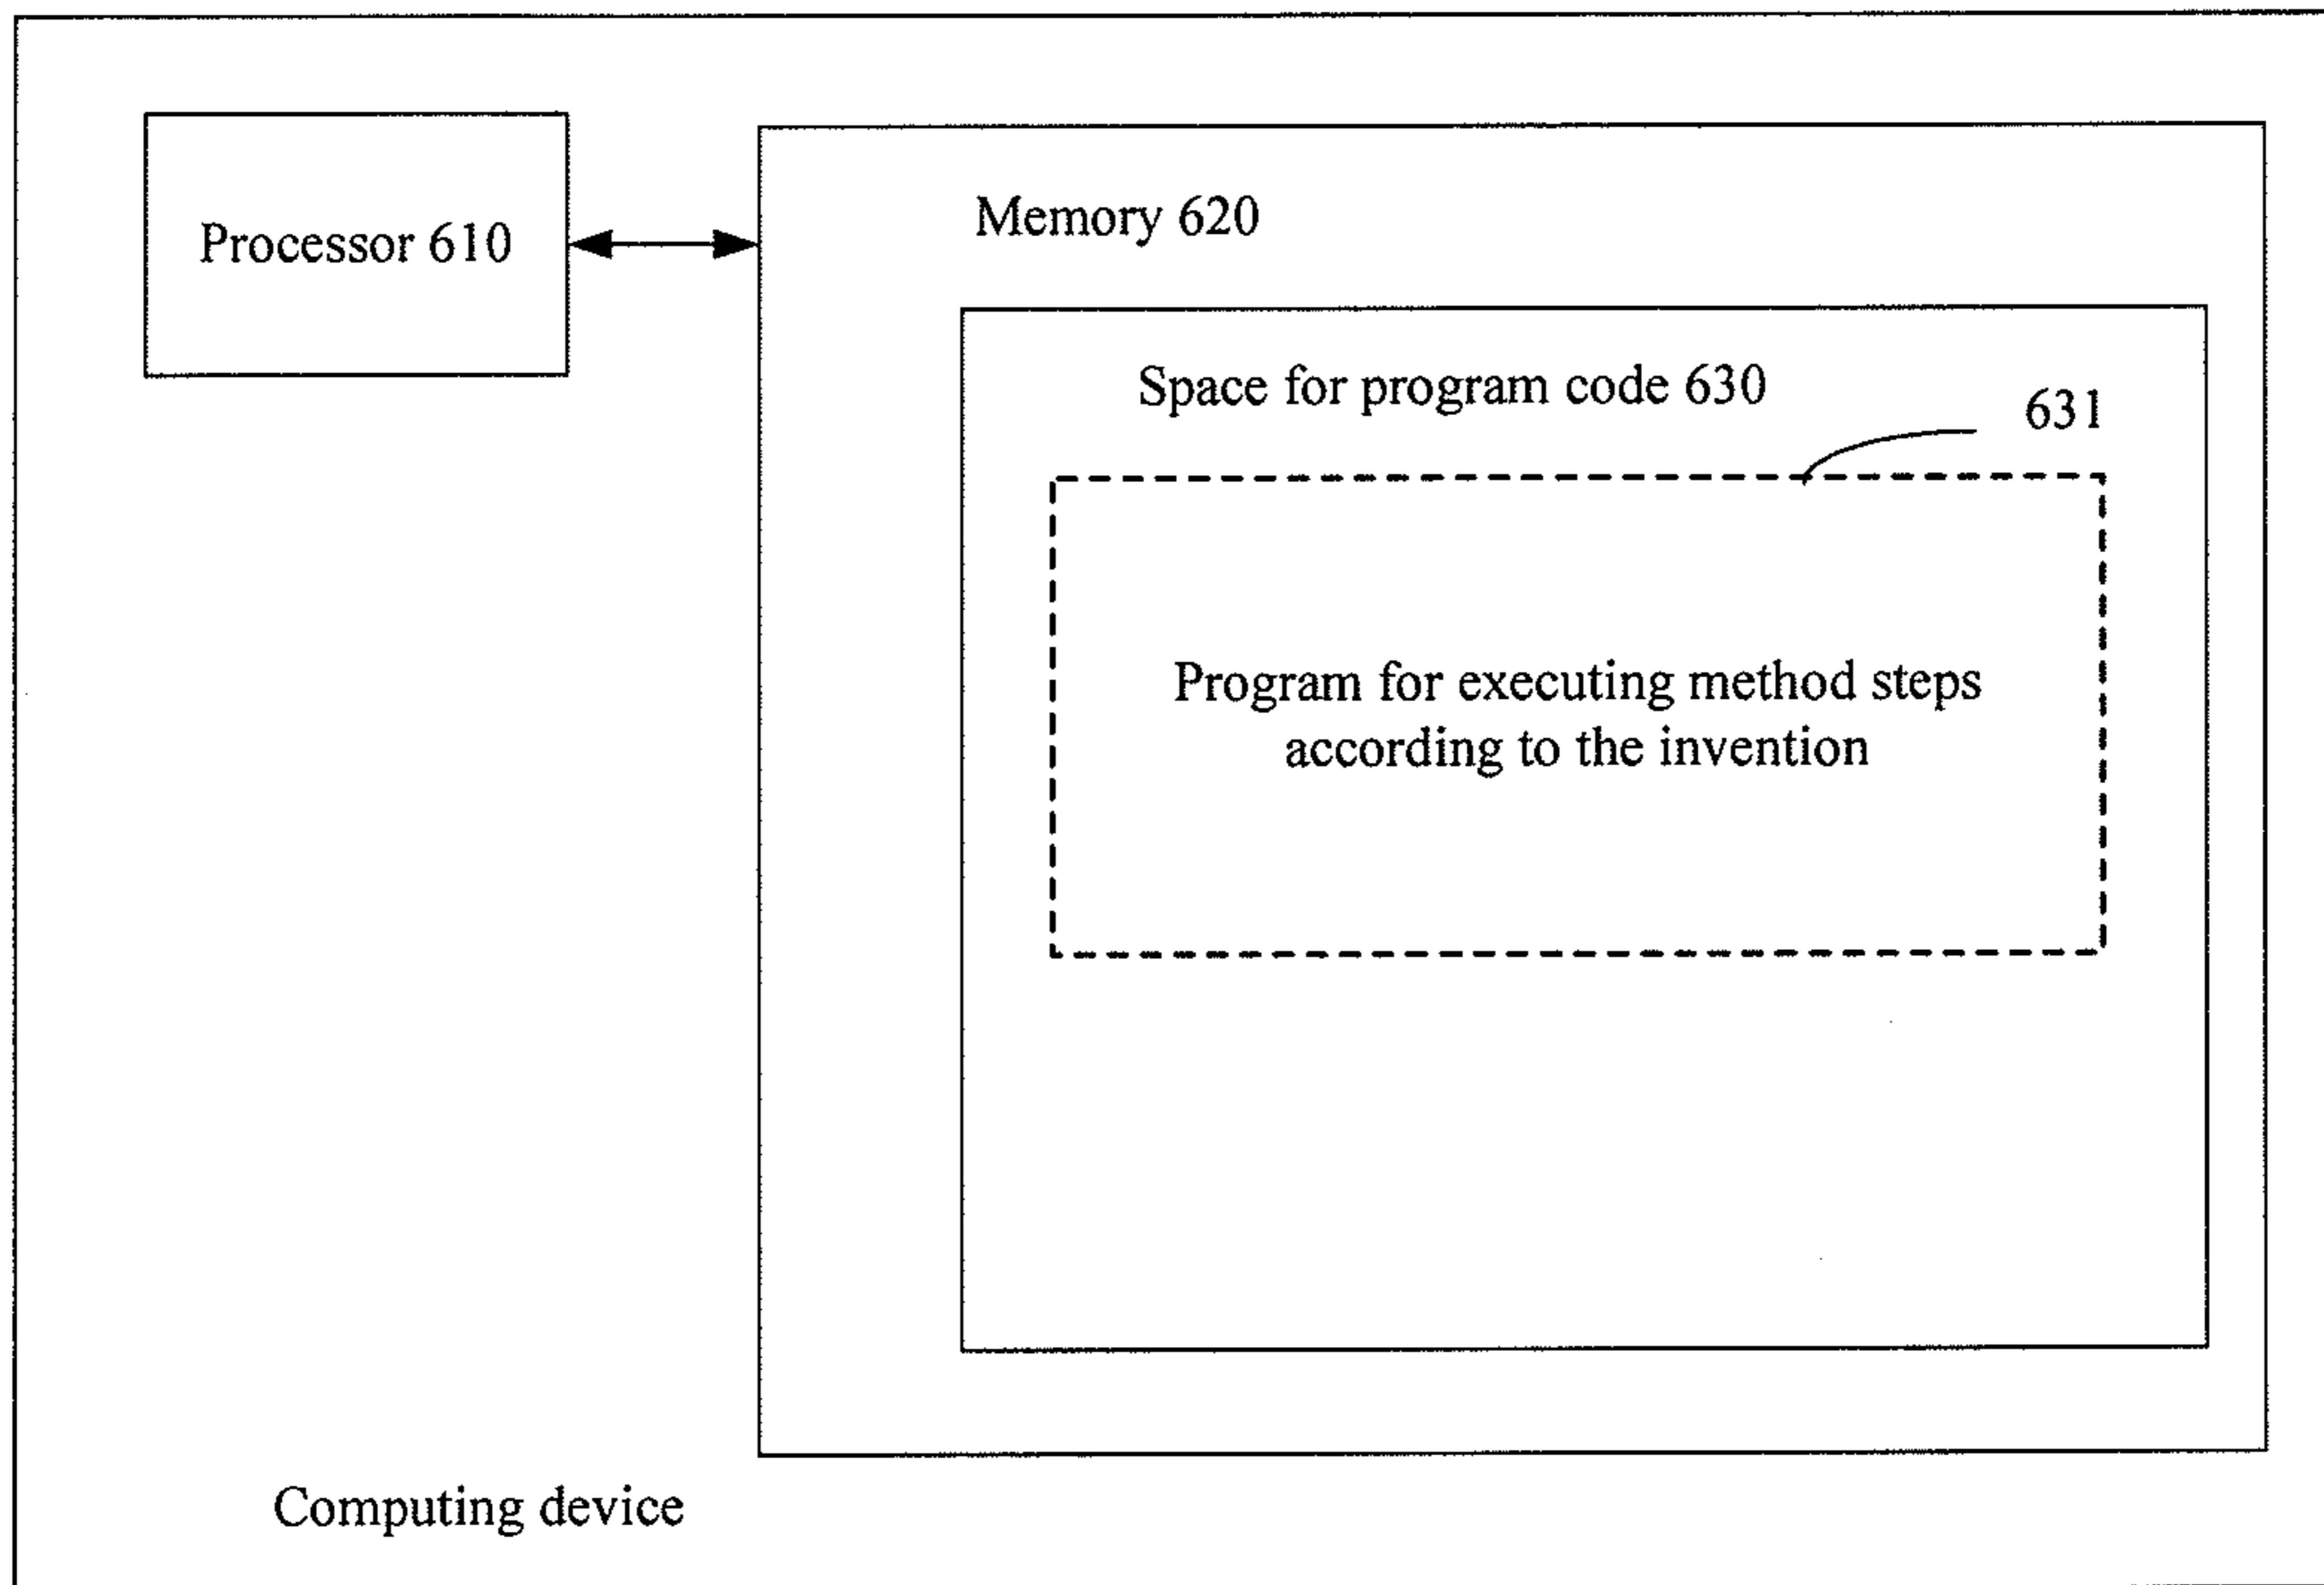 Processor 610
Memory 620
Space for program code 630
631
Program for executing method steps
according to the invention
Computing device